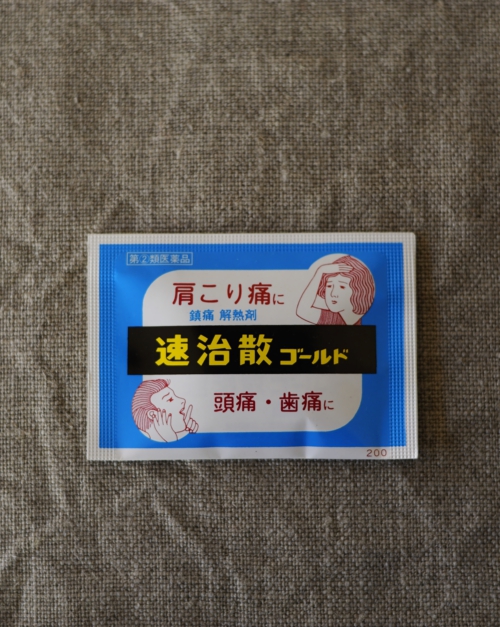 第②類医薬品
肩こり痛に
鎮痛 解熱剤
速治散ゴールド
頭痛・歯痛に
200